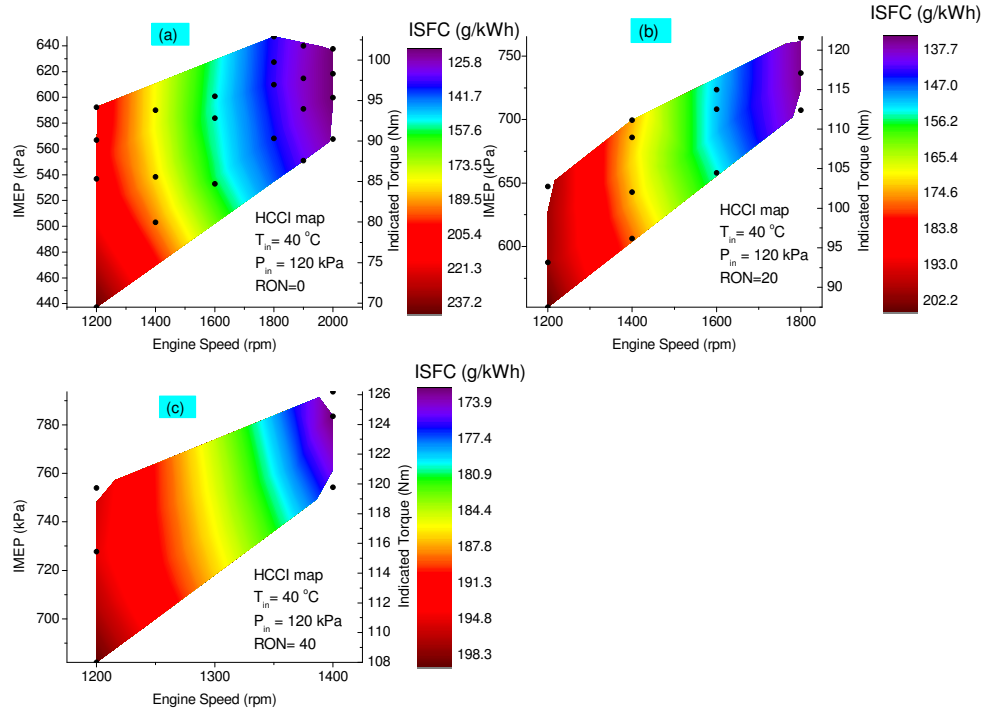 (a)
IMEP (kPa)
640
620
600
580
560
540
520
500
480
460
440
1200
1400
1600
1800
2000
Engine Speed (rpm)
100
95
90
85
80
75
70
Indicated Torque (Nm)
HCCI map
T_in= 40 °C
P_in = 120 kPa
RON=0
ISFC (g/kWh)
125.8
141.7
157.6
173.5
189.5
205.4
221.3
237.2
(b)
IMEP (kPa)
750
700
650
600
1200
1400
1600
1800
Engine Speed (rpm)
120
115
110
105
100
95
90
Indicated Torque (Nm)
HCCI map
T_in= 40 °C
P_in = 120 kPa
RON=20
ISFC (g/kWh)
137.7
147.0
156.2
165.4
174.6
183.8
193.0
202.2
(c)
IMEP (kPa)
780
760
740
720
700
1200
1300
1400
Engine Speed (rpm)
126
124
122
120
118
116
114
112
110
108
Indicated Torque (Nm)
HCCI map
T_in= 40 °C
P_in = 120 kPa
RON= 40
ISFC (g/kWh)
173.9
177.4
180.9
184.4
187.8
191.3
194.8
198.3